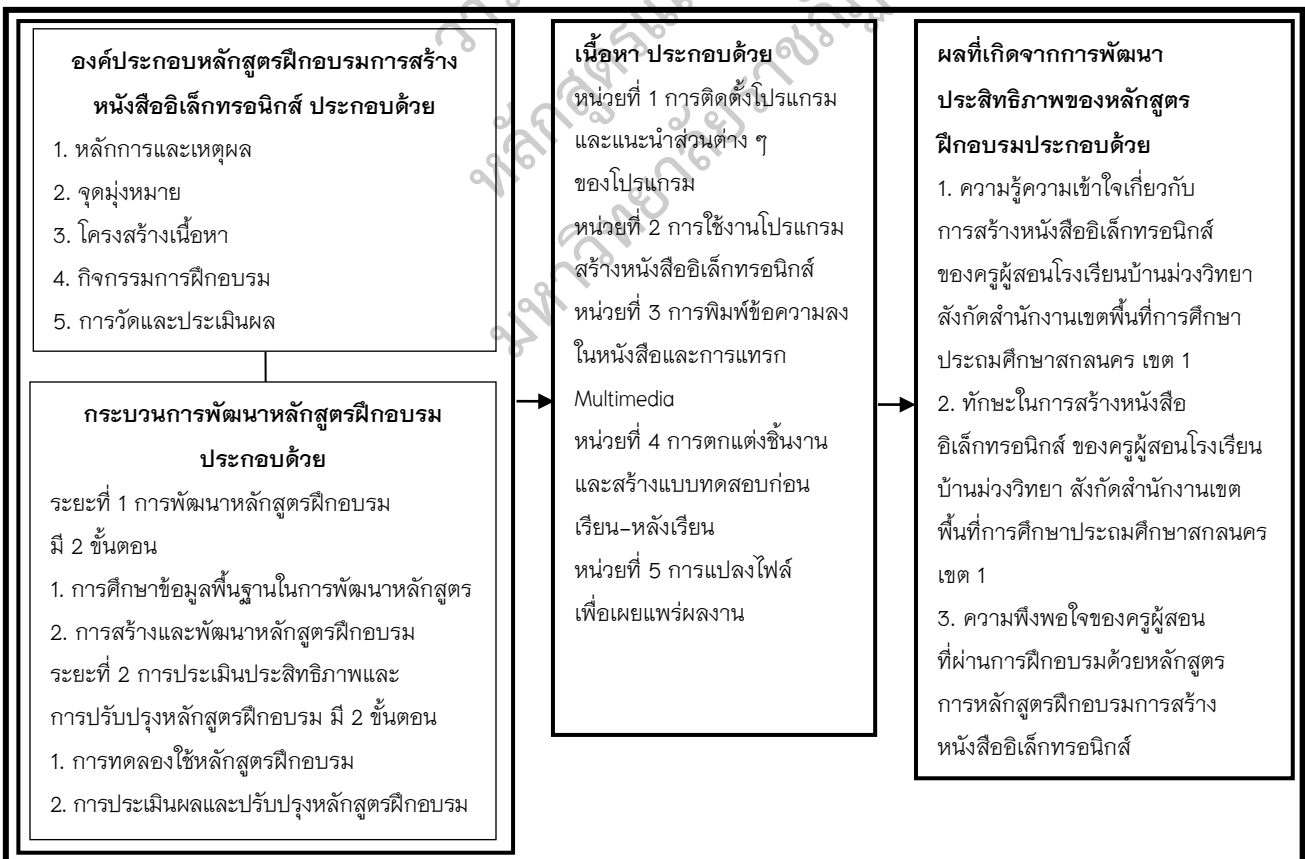 องค์ประกอบหลักสูตรฝึกอบรมการสร้าง
หนังสืออิเล็กทรอนิกส์ ประกอบด้วย
1. หลักการและเหตุผล
2. จุดมุ่งหมาย
3. โครงสร้างเนื้อหา
4. กิจกรรมการฝึกอบรม
5. การวัดและประเมินผล
กระบวนการพัฒนาหลักสูตรฝึกอบรม
ประกอบด้วย
ระยะที่ 1 การพัฒนาหลักสูตรฝึกอบรม
มี 2 ขั้นตอน
1. การศึกษาข้อมูลพื้นฐานในการพัฒนาหลักสูตร
2. การสร้างและพัฒนาหลักสูตรฝึกอบรม
ระยะที่ 2 การประเมินประสิทธิภาพและ
การปรับปรุงหลักสูตรฝึกอบรม มี 2 ขั้นตอน
1. การทดลองใช้หลักสูตรฝึกอบรม
2. การประเมินผลและปรับปรุงหลักสูตรฝึกอบรม
เนื้อหา ประกอบด้วย
หน่วยที่ 1 การติดตั้งโปรแกรม
และแนะนำส่วนต่าง ๆ
ของโปรแกรม
หน่วยที่ 2 การใช้งานโปรแกรม
สร้างหนังสืออิเล็กทรอนิกส์
หน่วยที่ 3 การพิมพ์ข้อความลง
ในหนังสือและการแทรก
Multimedia
หน่วยที่ 4 การตกแต่งชิ้นงาน
และสร้างแบบทดสอบก่อน
เรียน-หลังเรียน
หน่วยที่ 5 การแปลงไฟล์
เพื่อเผยแพร่ผลงาน
ผลที่เกิดจากการพัฒนา
ประสิทธิภาพของหลักสูตร
ฝึกอบรมประกอบด้วย
1. ความรู้ความเข้าใจเกี่ยวกับ
การสร้างหนังสืออิเล็กทรอนิกส์
ของครูผู้สอนโรงเรียนบ้านม่วงวิทยา
สังกัดสำนักงานเขตพื้นที่การศึกษา
ประถมศึกษาสกลนคร เขต 1
2. ทักษะในการสร้างหนังสือ
อิเล็กทรอนิกส์ ของครูผู้สอนโรงเรียน
บ้านม่วงวิทยา สังกัดสำนักงานเขต
พื้นที่การศึกษาประถมศึกษาสกลนคร
เขต 1
3. ความพึงพอใจของครูผู้สอน
ที่ผ่านการฝึกอบรมด้วยหลักสูตร
การหลักสูตรฝึกอบรมการสร้าง
หนังสืออิเล็กทรอนิกส์